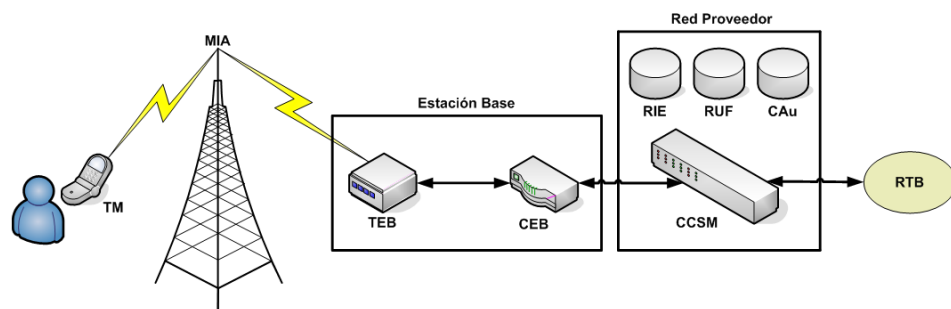 Red Proveedor
MIA
RIE
RUF
CAu
Estación Base
TM
TEB
CEB
CCSM
RTB